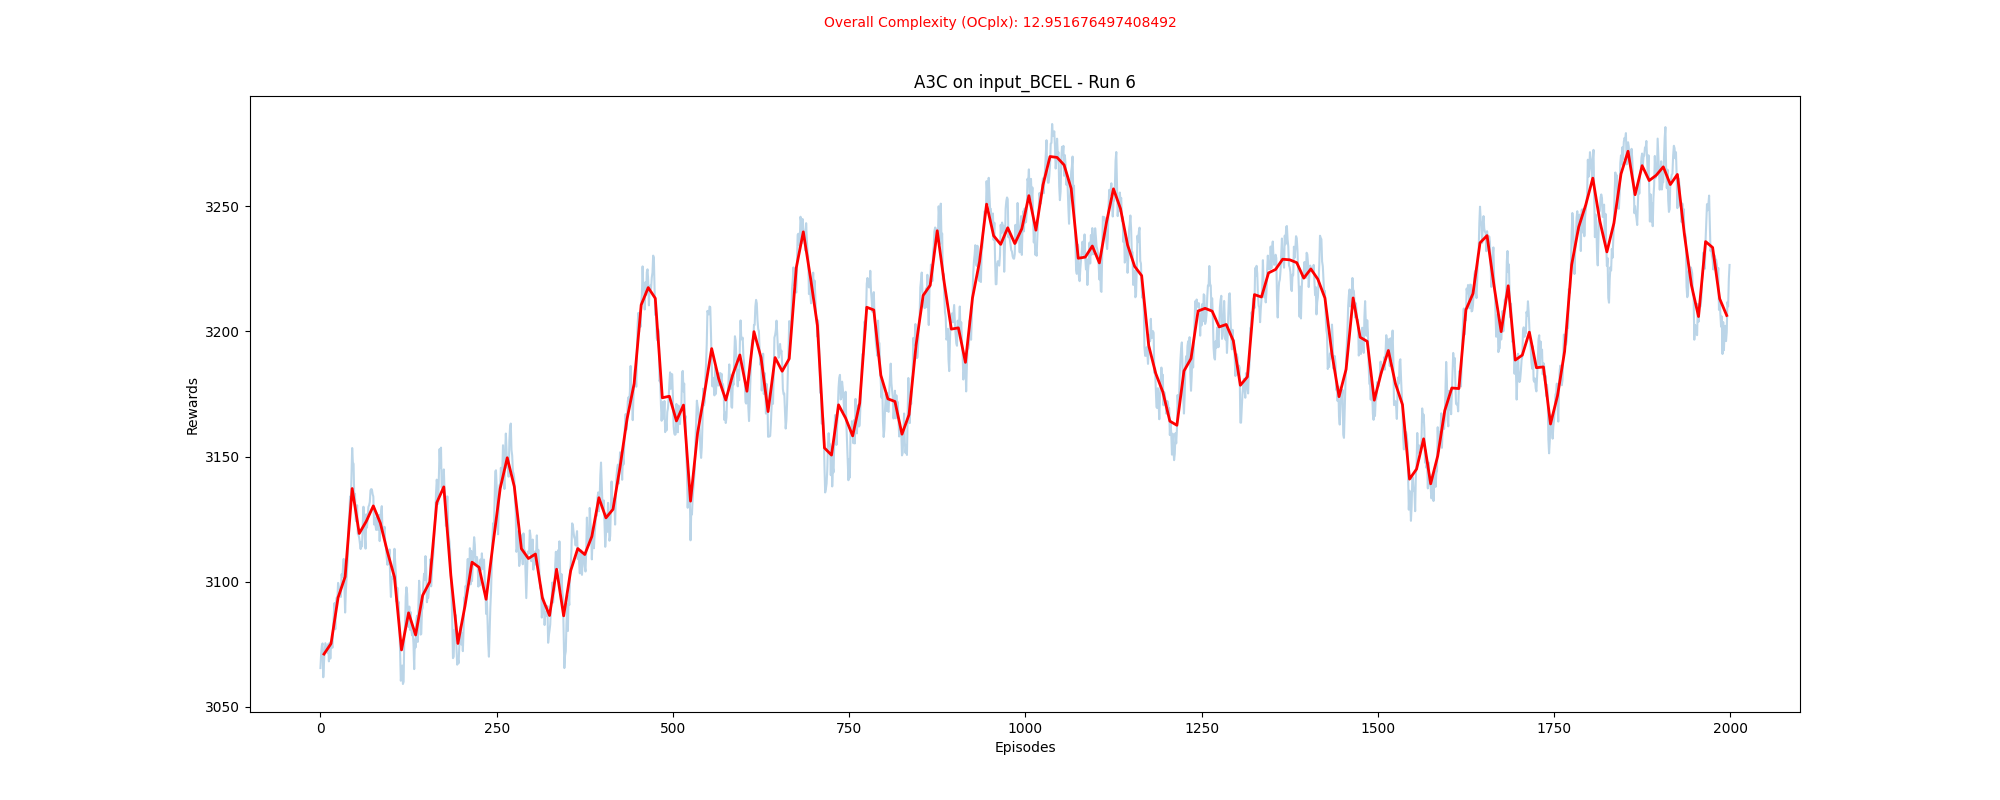 Overall Complexity (OCplx): 12.951676497408492
A3C on input_BCEL - Run 6
Rewards
3250
3200
3150
3100
3050
0 250 500 750 1000 1250 1500 1750 2000
Episodes